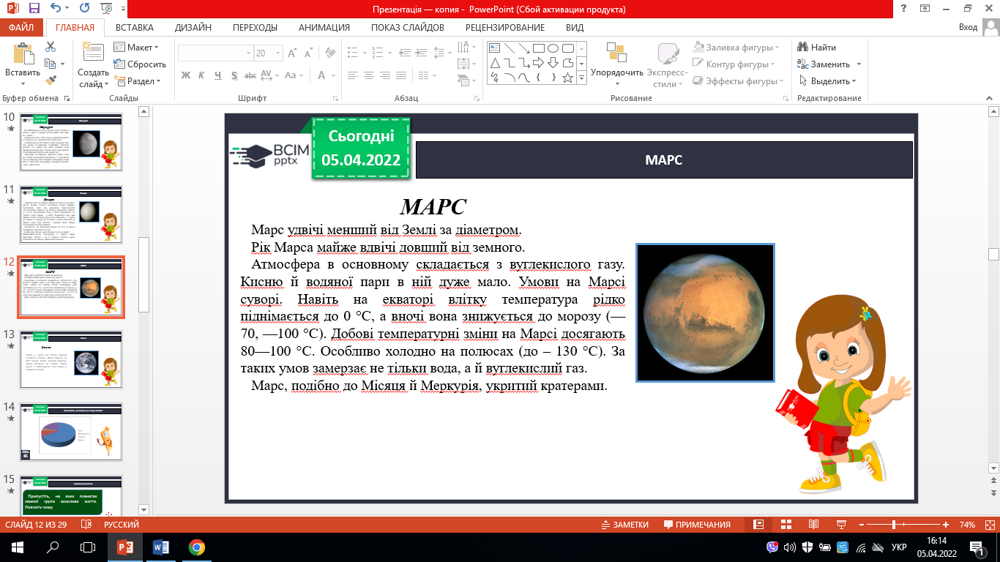 Презентація — копия - PowerPoint (Сбой активации продукта)
ФАЙЛ ГЛАВНАЯ ВСТАВКА ДИЗАЙН ПЕРЕХОДЫ АНИМАЦИЯ ПОКАЗ СЛАЙДОВ РЕЦЕНЗИРОВАНИЕ ВИД Вход
Вставить
Буфер обмена
Создать слайд
Макет
Сбросить
Раздел
Слайды
20
Ж К Ч S abc AV Aa А
Шрифт
Абзац
Упорядочить
Экспресс-стили
Заливка фигуры
Контур фигуры
Эффекты фигуры
Рисование
Найти
Заменить
Выделить
Редактирование
10
11
12
13
14
15
Припустіть, на яких планетах
земної групи можливе життя.
Поясніть чому.
BCIM
pptx
Сьогодні
05.04.2022
МАРС
МАРС
Марс удвічі менший від Землі за діаметром.
Рік Марса майже вдвічі довший від земного.
Атмосфера в основному складається з вуглекислого газу.
Кисню й водяної пари в ній дуже мало. Умови на Марсі
суворі. Навіть на екваторі влітку температура рідко
піднімається до 0 °С, а вночі вона знижується до морозу (—
70, —100 °С). Добові температурні зміни на Марсі досягають
80—100 °С. Особливо холодно на полюсах (до – 130 °С). За
таких умов замерзає не тільки вода, а й вуглекислий газ.
Марс, подібно до Місяця й Меркурія, укритий кратерами.
СЛАЙД 12 ИЗ 29 РУССКИЙ ЗАМЕТКИ ПРИМЕЧАНИЯ 74%
УКР
16:14
05.04.2022